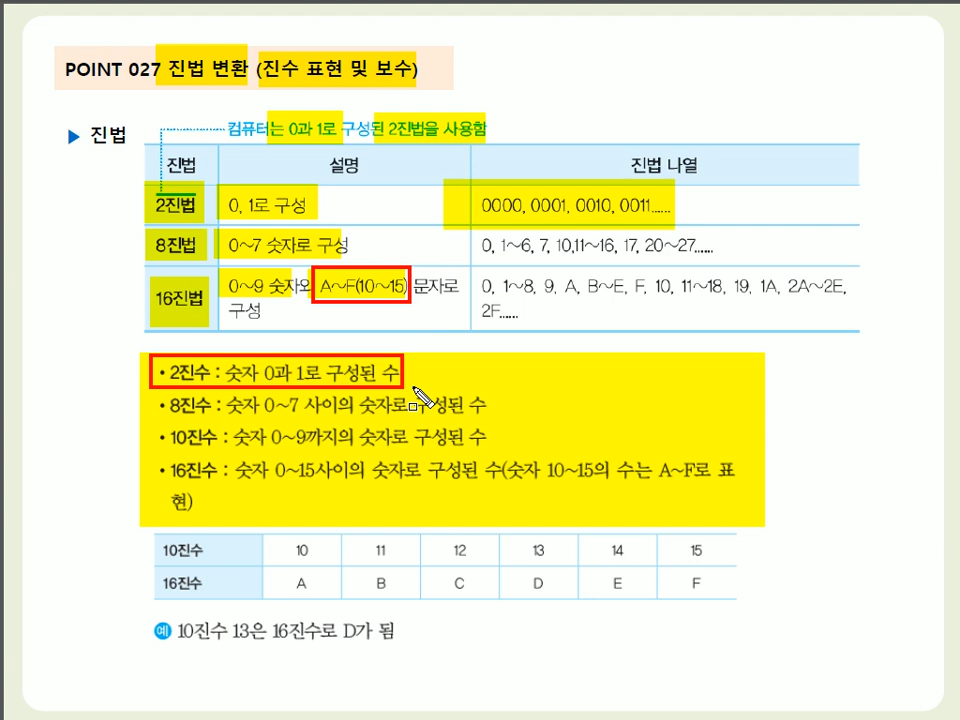 POINT 027 진법 변환 (진수 표현 및 보수)
컴퓨터는 0과 1로 구성된 2진법을 사용함
▶ 진법
진법 설명 진법 나열
2진법 0, 1로 구성 0000, 0001, 0010, 0011......
8진법 0~7 숫자로 구성 0, 1~6, 7, 10,11~16, 17, 20~27......
16진법 0~9 숫자와 A~F(10~15) 문자로 구성 0, 1~8, 9, A, B~E, F, 10, 11~18, 19, 1A, 2A~2E, 2F......
• 2진수 : 숫자 0과 1로 구성된 수
• 8진수 : 숫자 0~7 사이의 숫자로 구성된 수
• 10진수 : 숫자 0~9까지의 숫자로 구성된 수
• 16진수 : 숫자 0~15사이의 숫자로 구성된 수(숫자 10~15의 수는 A~F로 표
현)
10진수 10 11 12 13 14 15
16진수 A B C D E F
예 10진수 13은 16진수로 D가 됨